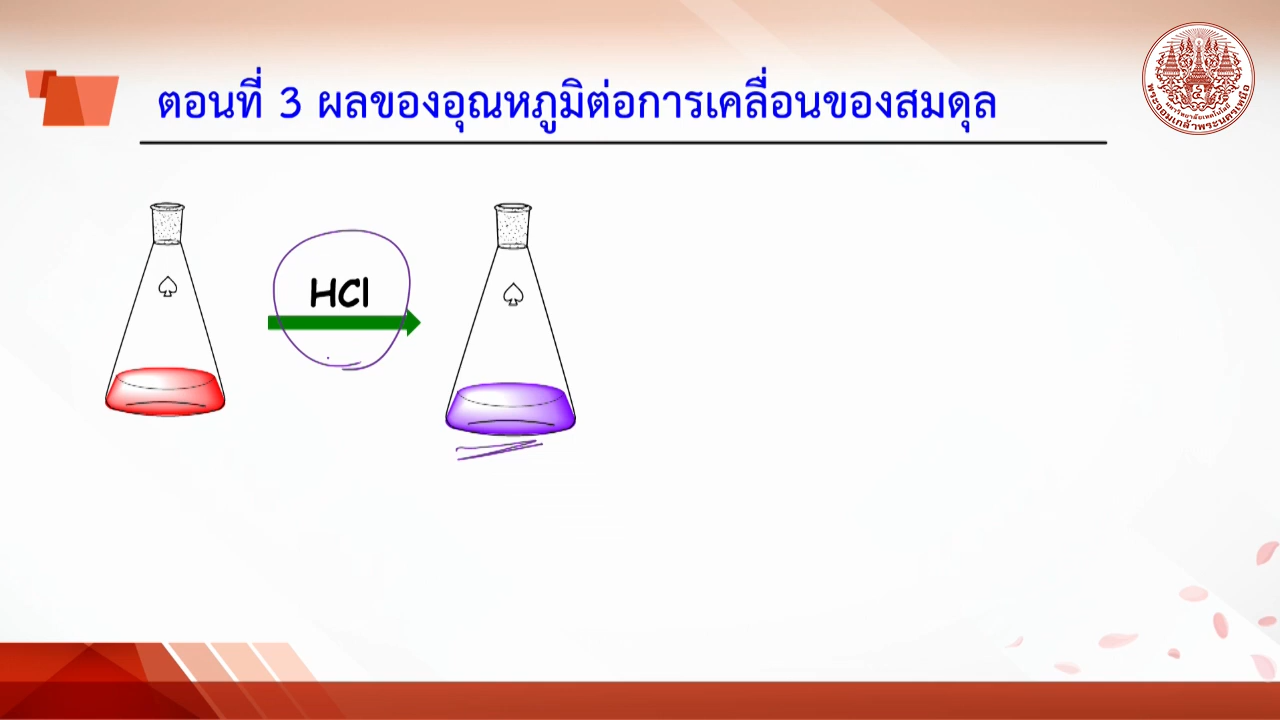 ตอนที่ 3 ผลของอุณหภูมิต่อการเคลื่อนของสมดุล
HCl